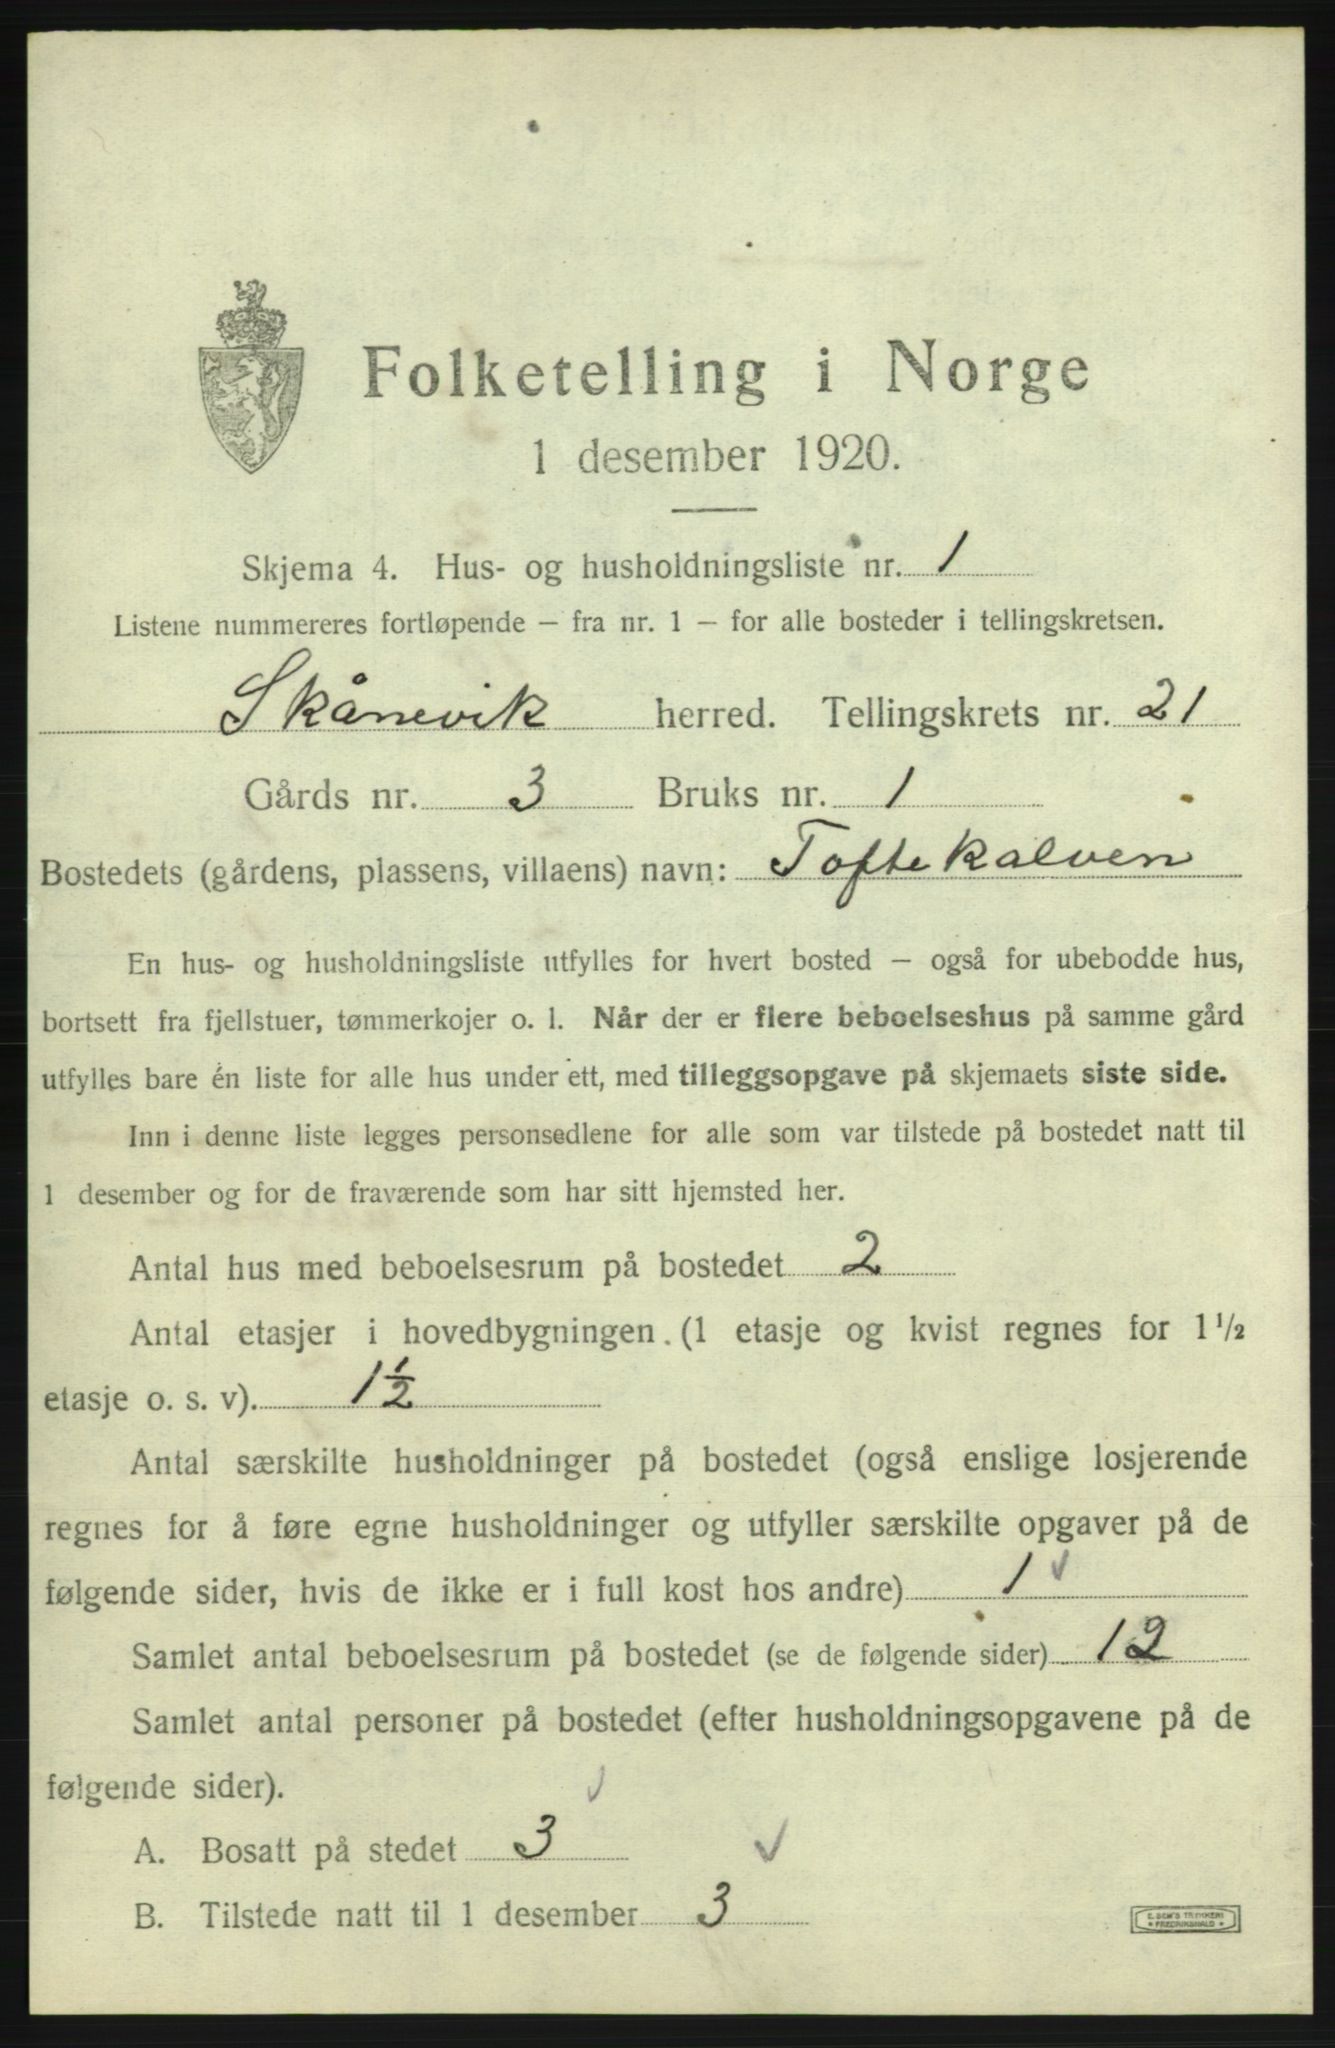 Folketelling i Norge
1 desember 1920.
Skjema 4. Hus- og husholdningsliste nr. 1
Listene nummereres fortløpende – fra nr. 1 – for alle bosteder i tellingskretsen.
Skånevik herred. Tellingskrets nr. 21
Gårds nr. 3 Bruks nr. 1
Bostedets (gårdens, plassens, villaens) navn: Toftekalven
En hus- og husholdningsliste utfylles for hvert bosted – også for ubebodde hus,
bortsett fra fjellstuer, tømmerkojer o. l. Når der er flere beboelseshus på samme gård
utfylles bare én liste for alle hus under ett, med tilleggsopgave på skjemaets siste side.
Inn i denne liste legges personsedlene for alle som var tilstede på bostedet natt til
1 desember og for de fraværende som har sitt hjemsted her.
Antal hus med beboelsesrum på bostedet 2
Antal etasjer i hovedbygningen. (1 etasje og kvist regnes for 1 1/2
etasje o. s. v). 1 1/2
Antal særskilte husholdninger på bostedet (også enslige losjerende
regnes for å føre egne husholdninger og utfyller særskilte opgaver på de
følgende sider, hvis de ikke er i full kost hos andre) 1 ✓
Samlet antal beboelsesrum på bostedet (se de følgende sider) 12
Samlet antal personer på bostedet (efter husholdningsopgavene på de
følgende sider). ✓
A. Bosatt på stedet 3 ✓
B. Tilstede natt til 1 desember 3
E. SEM'S TRYKKERI
FREDRIKSHALD